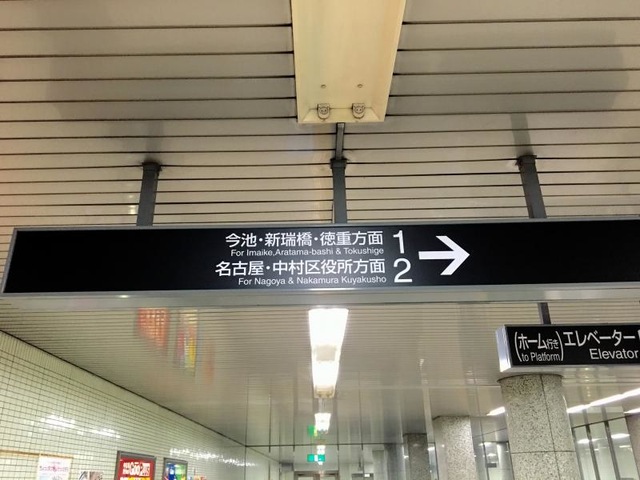 今池・新瑞橋・徳重方面 1
For Imaike,Aratama-bashi & Tokushige
名古屋・中村区役所方面 2
For Nagoya & Nakamura Kuyakusho
(ホーム行き) エレベーター
(to Platform) Elevator